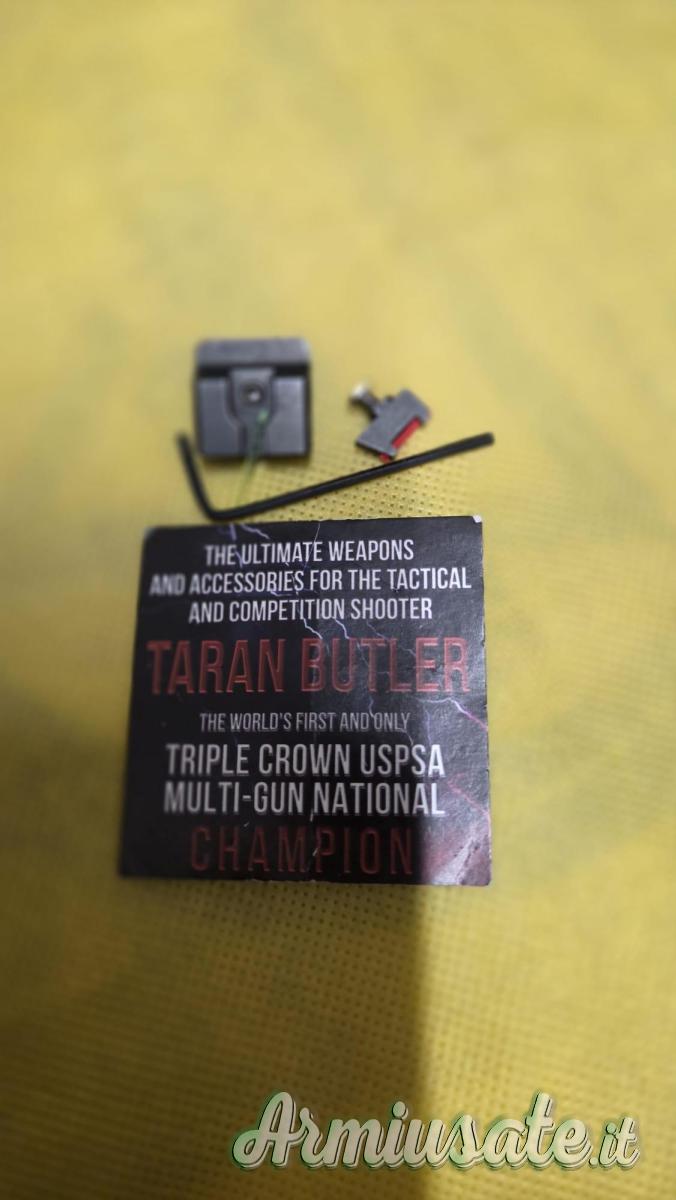 THE ULTIMATE WEAPONS
AND ACCESSORIES FOR THE TACTICAL
AND COMPETITION SHOOTER
TARAN BUTLER
THE WORLD'S FIRST AND ONLY
TRIPLE CROWN USPSA
MULTI-GUN NATIONAL
CHAMPION
Armiusate.it